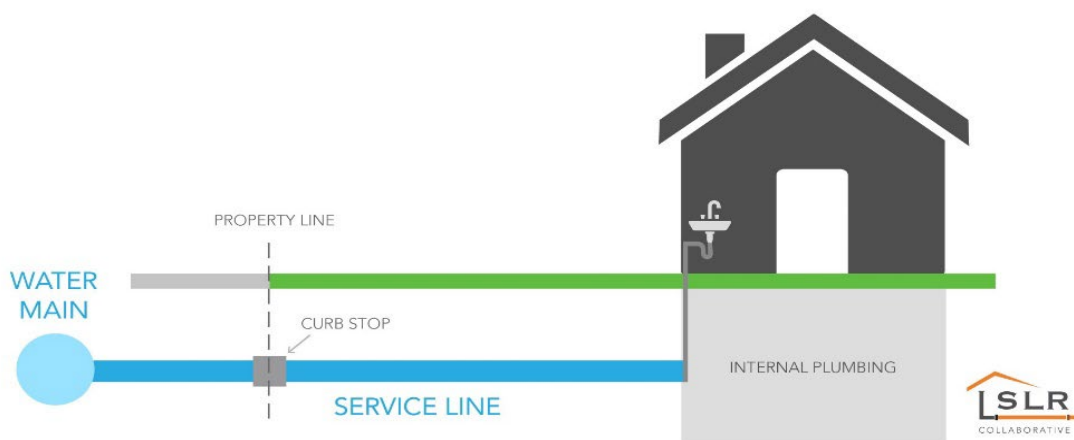 PROPERTY LINE
WATER
MAIN
CURB STOP
SERVICE LINE
INTERNAL PLUMBING
LSLR
COLLABORATIVE